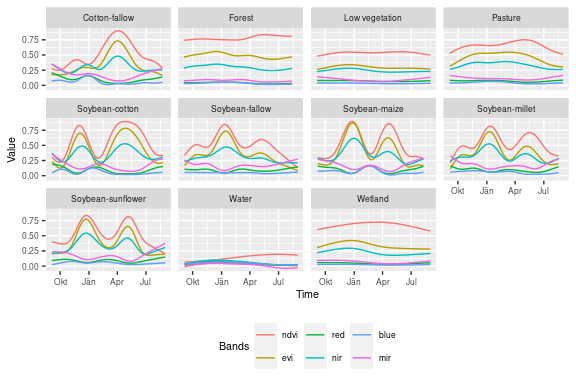 Cotton-fallow Forest Low vegetation Pasture
0.75
0.50
0.25
0.00
Soybean-cotton Soybean-fallow Soybean-maize Soybean-millet
0.75
0.50
0.25
0.00
Okt Jän Apr Jul
Soybean-sunflower Water Wetland
0.75
0.50
0.25
0.00
Okt Jän Apr Jul Okt Jän Apr Jul Okt Jän Apr Jul
Value
Time
Bands
ndvi red blue
evi nir mir